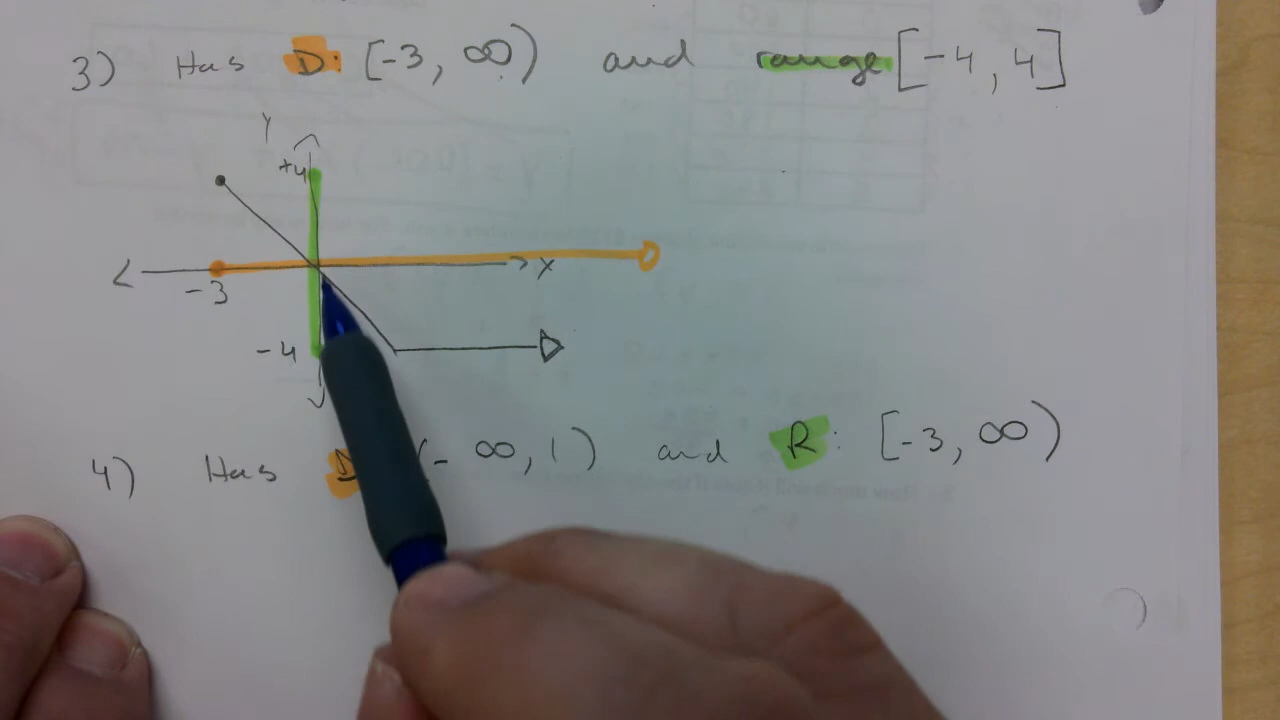 3) Has D: [-3, ∞) and range [-4, 4]
Y
+4
X
-3
-4
4) Has D (- ∞, 1) and R: [-3, ∞)